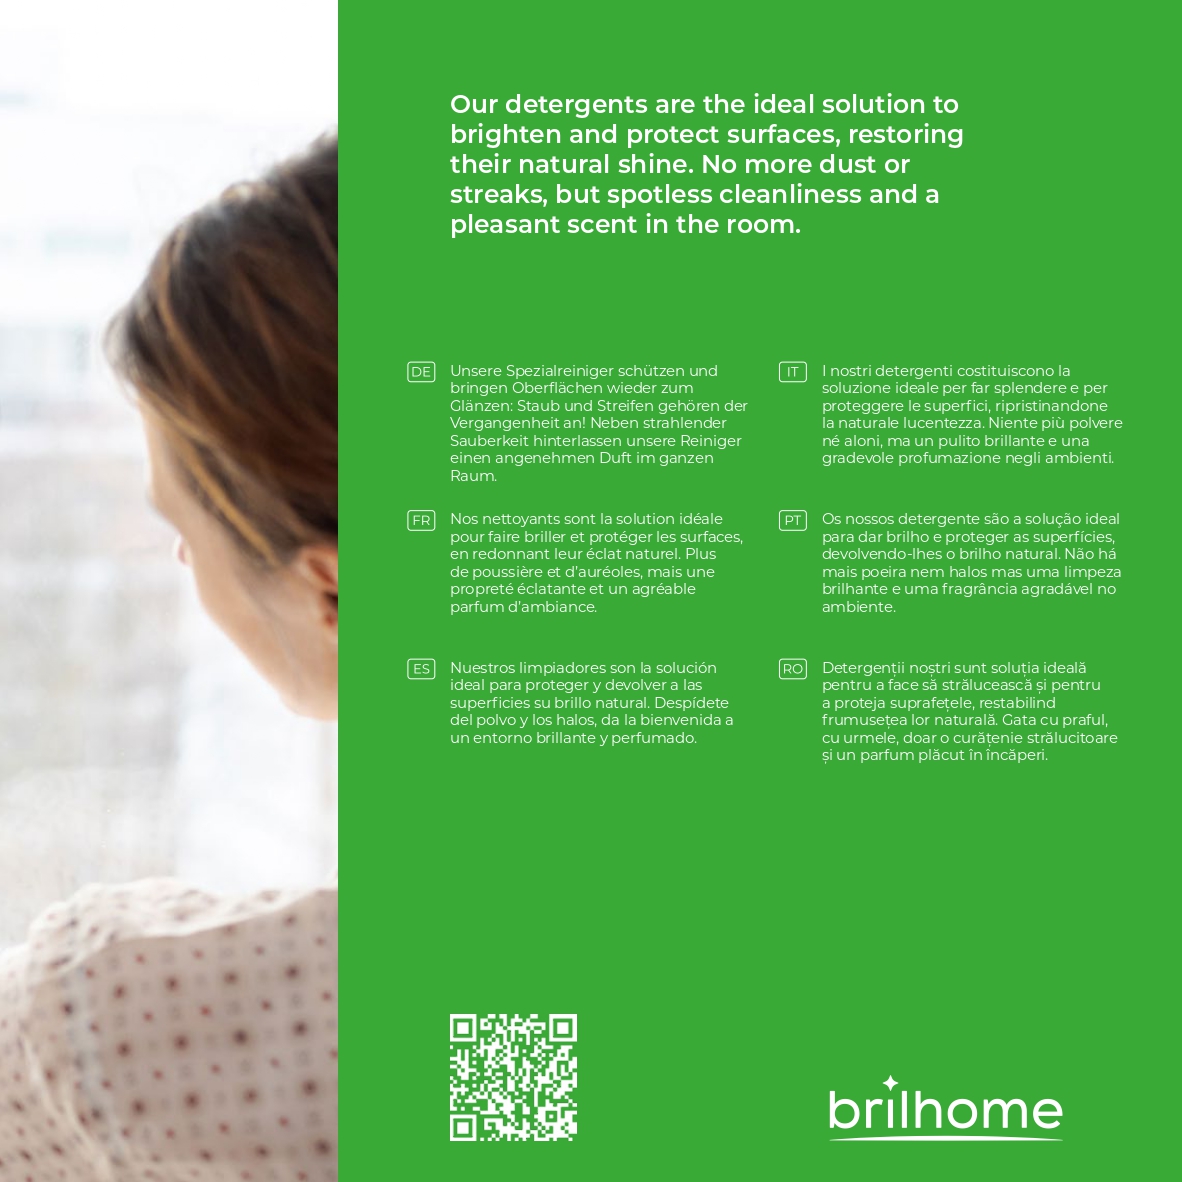 Our detergents are the ideal solution to
brighten and protect surfaces, restoring
their natural shine. No more dust or
streaks, but spotless cleanliness and a
pleasant scent in the room.
DE
Unsere Spezialreiniger schützen und
bringen Oberflächen wieder zum
Glänzen: Staub und Streifen gehören der
Vergangenheit an! Neben strahlender
Sauberkeit hinterlassen unsere Reiniger
einen angenehmen Duft im ganzen
Raum.
IT
I nostri detergenti costituiscono la
soluzione ideale per far splendere e per
proteggere le superfici, ripristinandone
la naturale lucentezza. Niente più polvere
né aloni, ma un pulito brillante e una
gradevole profumazione negli ambienti.
FR
Nos nettoyants sont la solution idéale
pour faire briller et protéger les surfaces,
en redonnant leur éclat naturel. Plus
de poussière et d’auréoles, mais une
propreté éclatante et un agréable
parfum d’ambiance.
PT
Os nossos detergente são a solução ideal
para dar brilho e proteger as superfícies,
devolvendo-lhes o brilho natural. Não há
mais poeira nem halos mas uma limpeza
brilhante e uma fragrância agradável no
ambiente.
ES
Nuestros limpiadores son la solución
ideal para proteger y devolver a las
superficies su brillo natural. Despídete
del polvo y los halos, da la bienvenida a
un entorno brillante y perfumado.
RO
Detergenții noștri sunt soluția ideală
pentru a face să strălucească și pentru
a proteja suprafețele, restabilind
frumusețea lor naturală. Gata cu praful,
cu urmele, doar o curățenie strălucitoare
și un parfum plăcut în încăperi.
brilhome